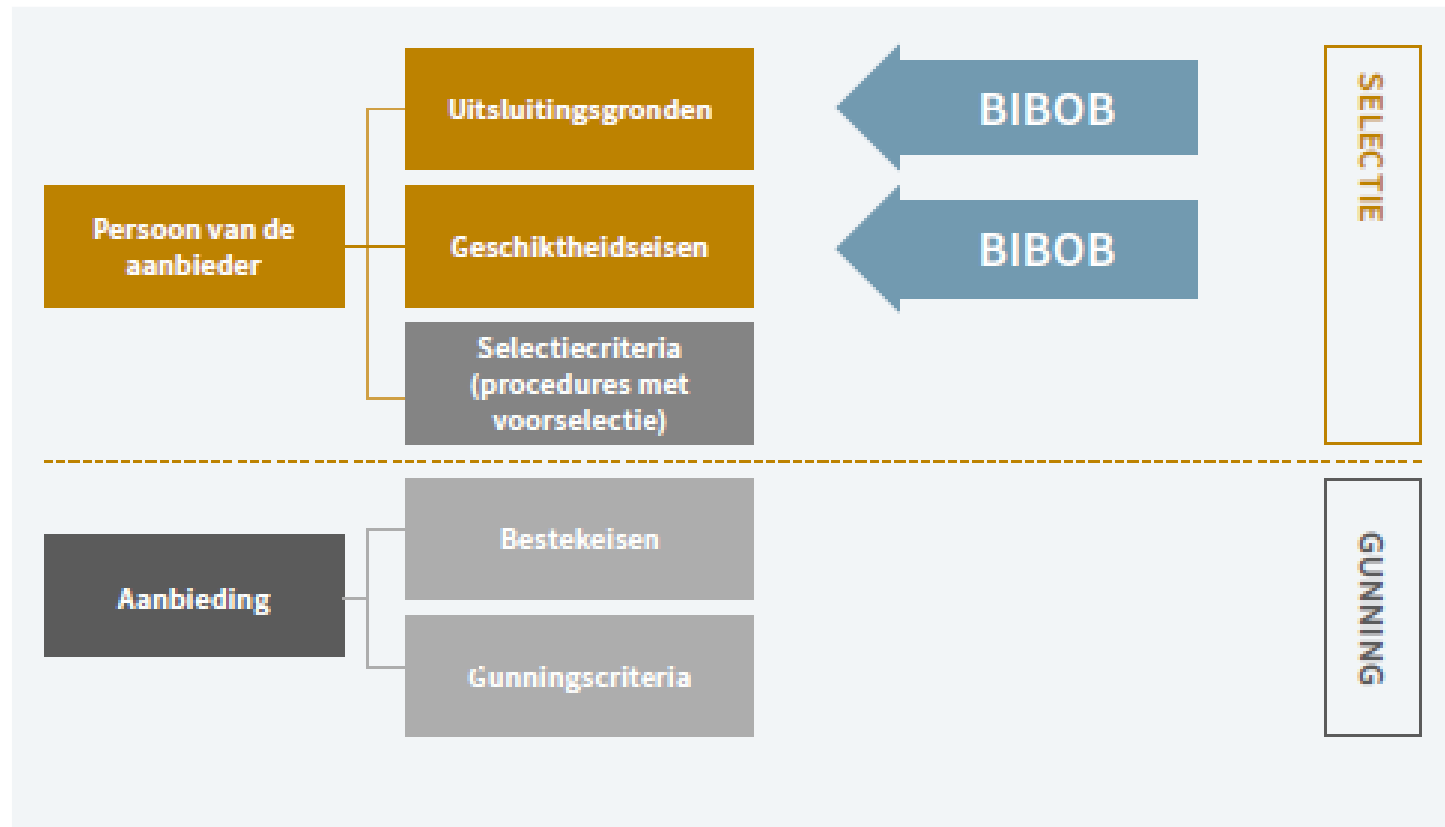 Uitsluitingsgronden
BIBOB
SELECTIE
Persoon van de
aanbieder
Geschiktheidseisen
BIBOB
Selectiecriteria
(procedures met
voorselectie)
Bestekeisen
Aanbieding
GUNNING
Gunningscriteria